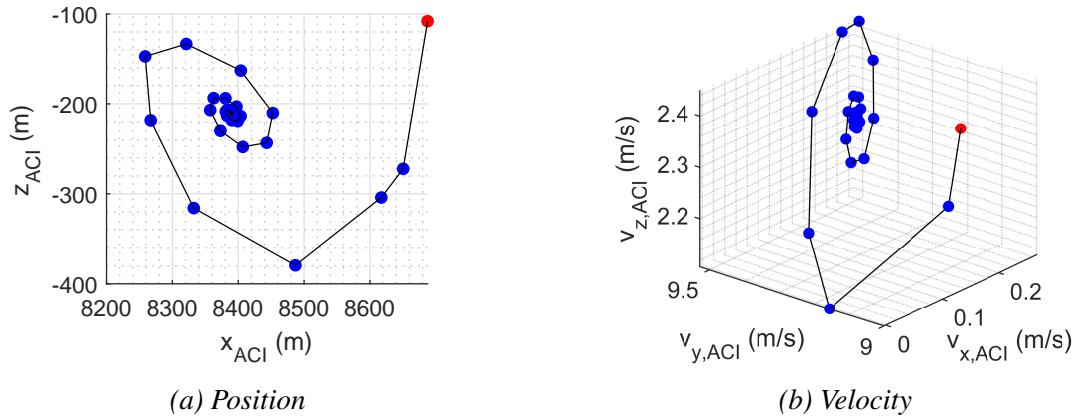 -100
-200
-300
-400
z_ACI (m)
8200 8300 8400 8500 8600
x_ACI (m)
(a) Position
2.4
2.3
2.2
v_z,ACI (m/s)
9.5
9
v_y,ACI (m/s)
0
0.1
0.2
v_x,ACI (m/s)
(b) Velocity